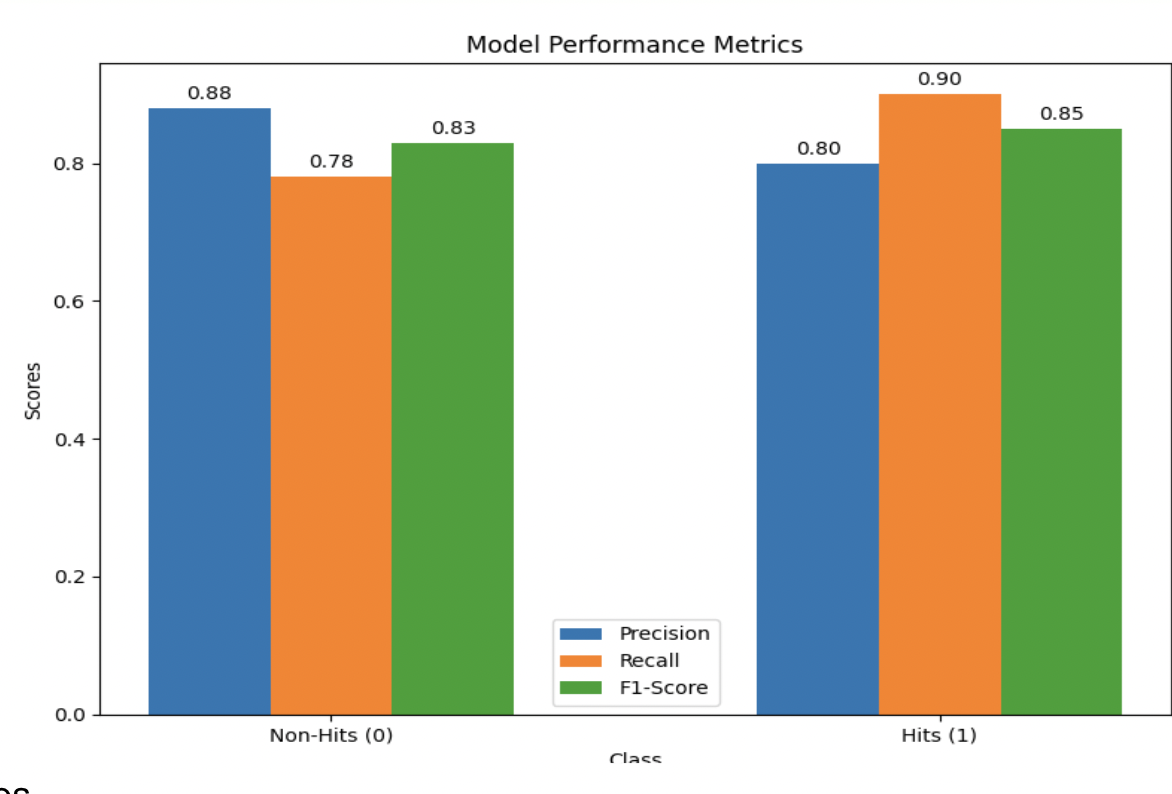 Model Performance Metrics
0.88
0.78
0.83
0.80
0.90
0.85
Scores
0.8
0.6
0.4
0.2
0.0
Precision
Recall
F1-Score
Non-Hits (0)
Hits (1)
Class